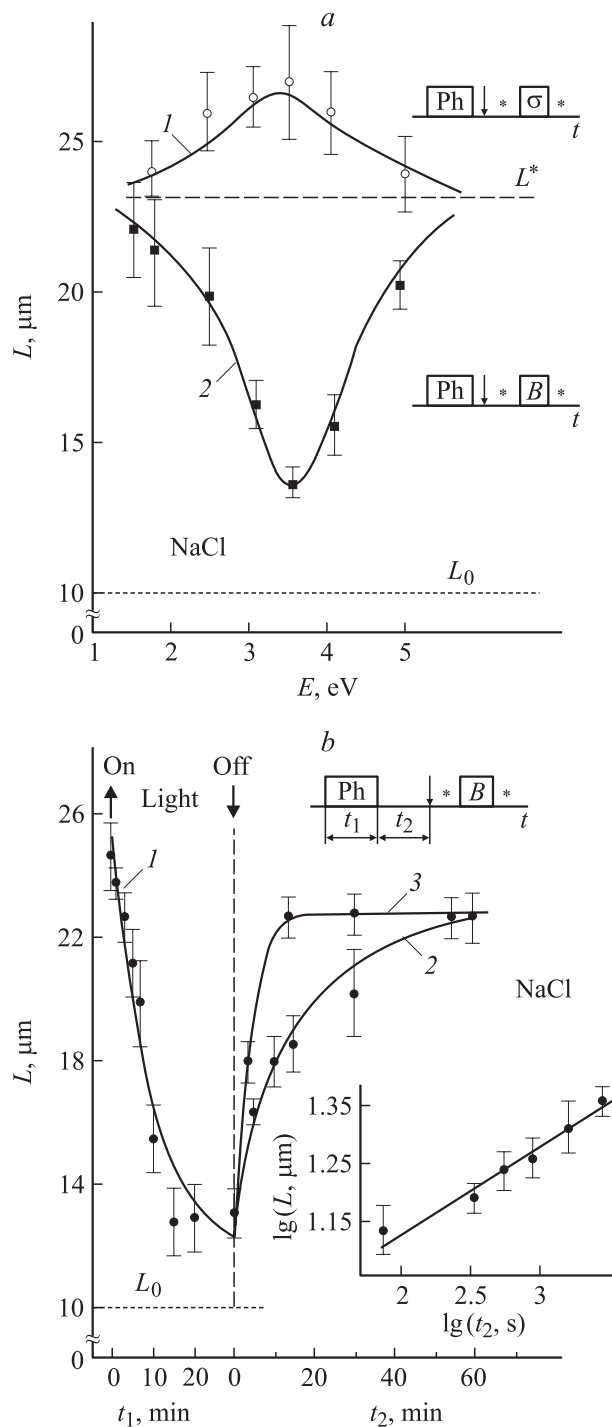 a
Ph * σ *
t
1
25
L*
20
L, μm
2
Ph * B *
t
15
NaCl
L₀
10
0
1 2 3 4 5
E, eV
b
On Off
Light
Ph * B *
t
t₁ t₂
26
1
3
22
2
NaCl
L, μm
18
1.35
lg(L, μm)
1.25
14
1.15
L₀
10
2 2.5 3
lg(t₂, s)
0
0 10 20 0 20 40 60
t₁, min t₂, min